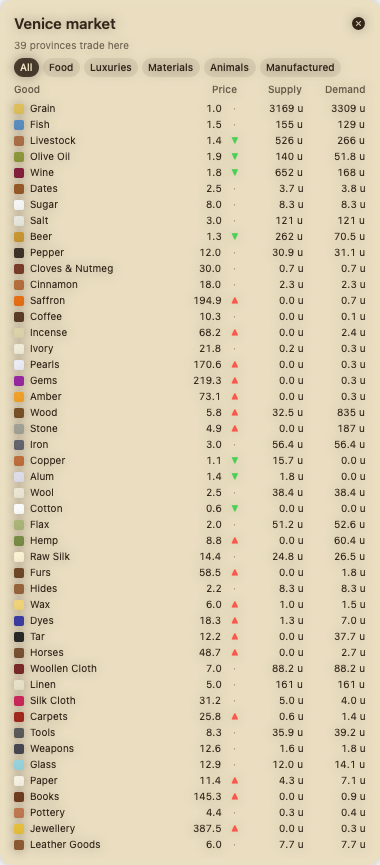 Venice market
39 provinces trade here
All Food Luxuries Materials Animals Manufactured
Good Price Supply Demand
Grain 1.0 · 3169 u 3309 u
Fish 1.5 · 155 u 129 u
Livestock 1.4 ▼ 526 u 266 u
Olive Oil 1.9 ▼ 140 u 51.8 u
Wine 1.8 ▼ 652 u 168 u
Dates 2.5 · 3.7 u 3.8 u
Sugar 8.0 · 8.3 u 8.3 u
Salt 3.0 · 121 u 121 u
Beer 1.3 ▼ 262 u 70.5 u
Pepper 12.0 · 30.9 u 31.1 u
Cloves & Nutmeg 30.0 · 0.7 u 0.7 u
Cinnamon 18.0 · 2.3 u 2.3 u
Saffron 194.9 ▲ 0.0 u 0.7 u
Coffee 10.3 · 0.0 u 0.1 u
Incense 68.2 ▲ 0.0 u 2.4 u
Ivory 21.8 · 0.2 u 0.3 u
Pearls 170.6 ▲ 0.0 u 0.3 u
Gems 219.3 ▲ 0.0 u 0.3 u
Amber 73.1 ▲ 0.0 u 0.3 u
Wood 5.8 ▲ 32.5 u 835 u
Stone 4.9 ▲ 0.0 u 187 u
Iron 3.0 · 56.4 u 56.4 u
Copper 1.1 ▼ 15.7 u 0.0 u
Alum 1.4 ▼ 1.8 u 0.0 u
Wool 2.5 · 38.4 u 38.4 u
Cotton 0.6 ▼ 0.0 u 0.0 u
Flax 2.0 · 51.2 u 52.6 u
Hemp 8.8 ▲ 0.0 u 60.4 u
Raw Silk 14.4 · 24.8 u 26.5 u
Furs 58.5 ▲ 0.0 u 1.8 u
Hides 2.2 · 8.3 u 8.3 u
Wax 6.0 ▲ 1.0 u 1.5 u
Dyes 18.3 ▲ 1.3 u 7.0 u
Tar 12.2 ▲ 0.0 u 37.7 u
Horses 48.7 ▲ 0.0 u 2.7 u
Woollen Cloth 7.0 · 88.2 u 88.2 u
Linen 5.0 · 161 u 161 u
Silk Cloth 31.2 · 5.0 u 4.0 u
Carpets 25.8 ▲ 0.6 u 1.4 u
Tools 8.3 · 35.9 u 39.2 u
Weapons 12.6 · 1.6 u 1.8 u
Glass 12.9 · 12.0 u 14.1 u
Paper 11.4 ▲ 4.3 u 7.1 u
Books 145.3 ▲ 0.0 u 0.9 u
Pottery 4.4 · 0.3 u 0.4 u
Jewellery 387.5 ▲ 0.0 u 0.3 u
Leather Goods 6.0 · 7.7 u 7.7 u